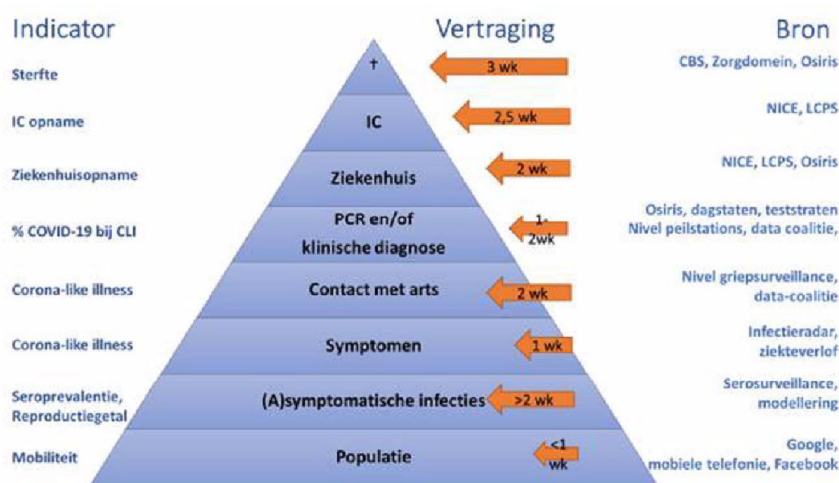 Indicator Vertraging Bron
Sterfte † 3 wk CBS, Zorgdomein, Osiris
IC opname IC 2,5 wk NICE, LCPS
Ziekenhuisopname Ziekenhuis 2 wk NICE, LCPS, Osiris
% COVID-19 bij CLI
PCR en/of
klinische diagnose
1-
2wk
Osiris, dagstaten, teststraten
Nivel peilstations, data coalitie,
Corona-like illness Contact met arts 2 wk
Nivel griepsurveillance,
data-coalitie
Corona-like illness Symptomen 1 wk
Infectieradar,
ziekteverlof
Seroprevalentie,
Reproductiegetal
(A)symptomatische infecties >2 wk
Serosurveillance,
modellering
Mobiliteit Populatie
<1
wk
Google,
mobiele telefonie, Facebook